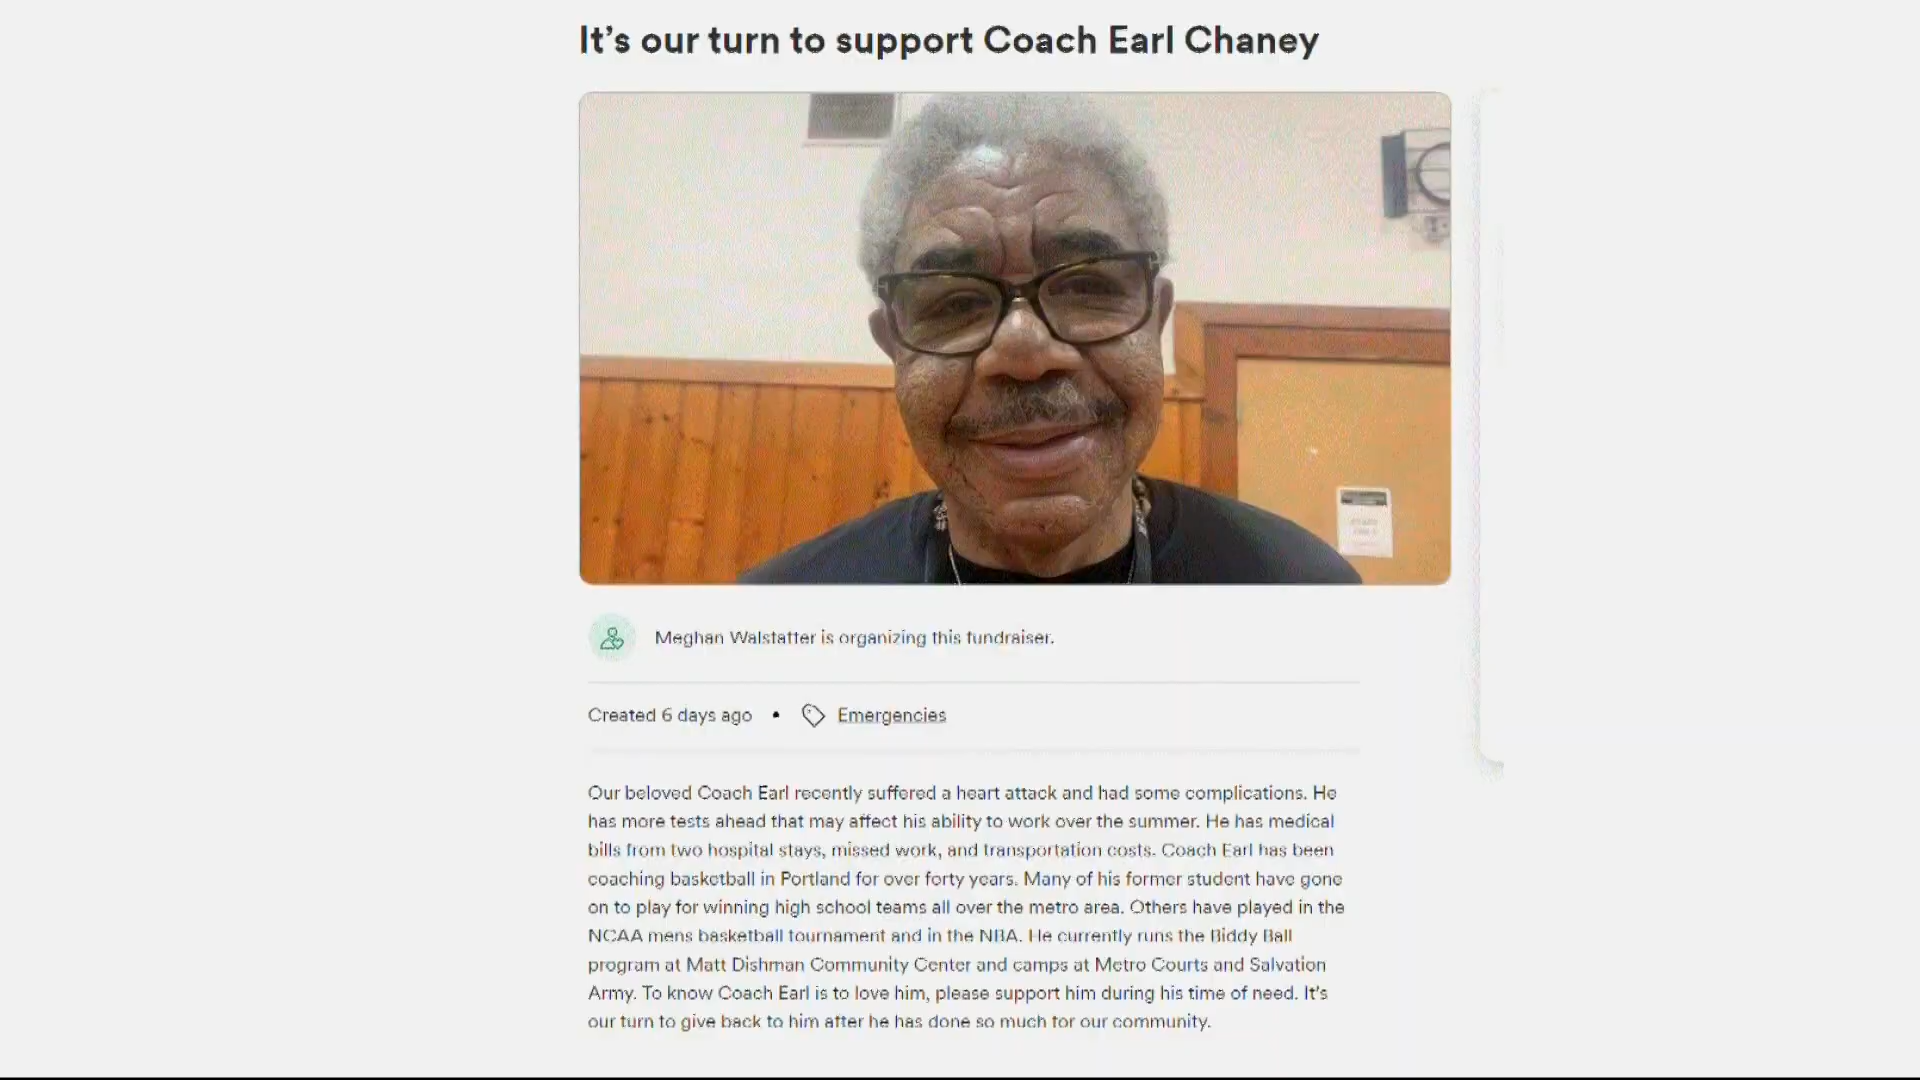 It's our turn to support Coach Earl Chaney
Meghan Walstatter is organizing this fundraiser.
Created 6 days ago • Emergencies
Our beloved Coach Earl recently suffered a heart attack and had some complications. He
has more tests ahead that may affect his ability to work over the summer. He has medical
bills from two hospital stays, missed work, and transportation costs. Coach Earl has been
coaching basketball in Portland for over forty years. Many of his former student have gone
on to play for winning high school teams all over the metro area. Others have played in the
NCAA mens basketball tournament and in the NBA. He currently runs the Biddy Ball
program at Matt Dishman Community Center and camps at Metro Courts and Salvation
Army. To know Coach Earl is to love him, please support him during his time of need. It's
our turn to give back to him after he has done so much for our community.